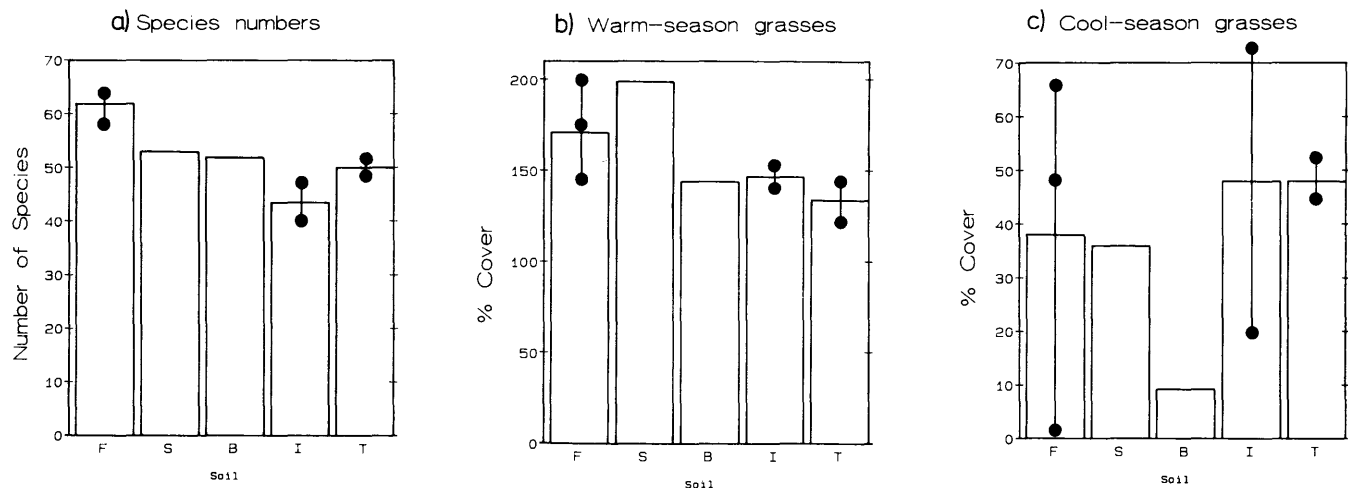 a) Species numbers
Number of Species
70
60
50
40
30
20
10
0
F S B I T
Soil
b) Warm-season grasses
% Cover
200
150
100
50
0
F S B I T
Soil
c) Cool-season grasses
% Cover
70
60
50
40
30
20
10
0
F S B I T
Soil